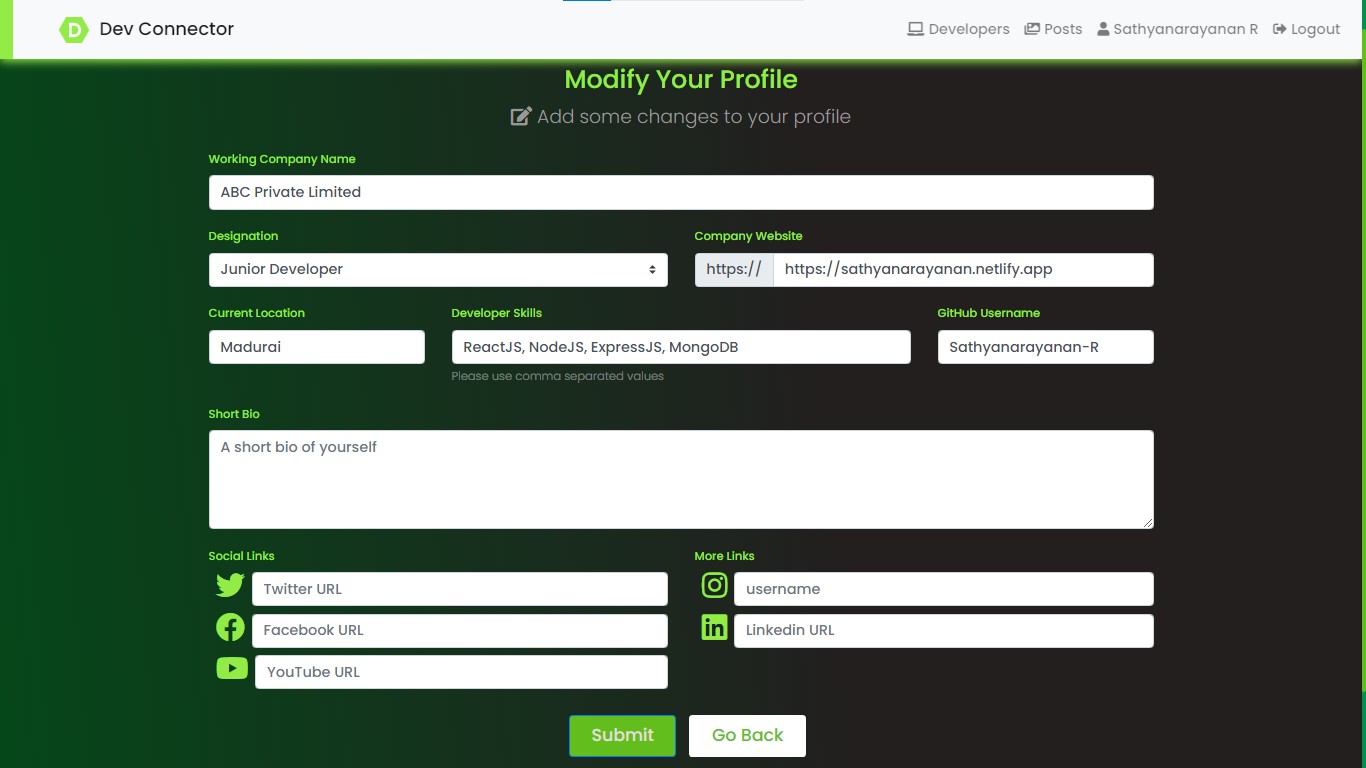 D Dev Connector Developers Posts Sathyanarayanan R Logout
Modify Your Profile
Add some changes to your profile
Working Company Name
ABC Private Limited
Designation Company Website
Junior Developer https:// https://sathyanarayanan.netlify.app
Current Location Developer Skills GitHub Username
Madurai ReactJS, NodeJS, ExpressJS, MongoDB Sathyanarayanan-R
Please use comma separated values
Short Bio
A short bio of yourself
Social Links More Links
Twitter URL username
Facebook URL in Linkedin URL
YouTube URL
Submit Go Back